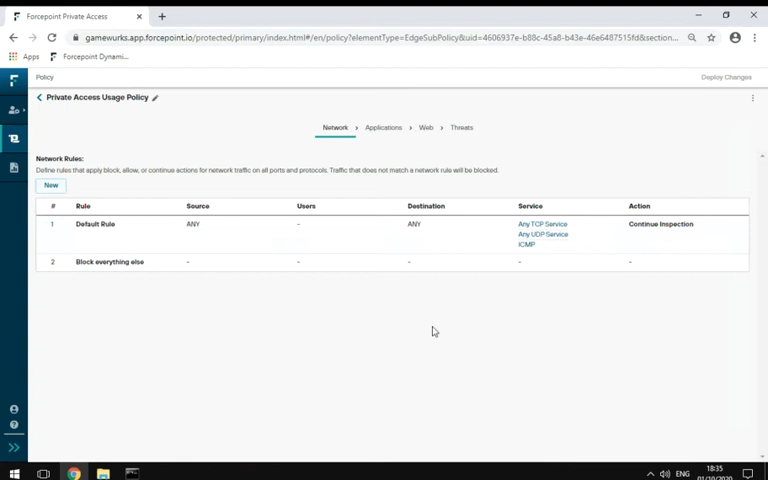 Forcepoint Private Access
gameworks.app.forcepoint.io/protected/primary/index.html#/en/policy?elementType=EdgeSubPolicy&uid=4606937e-b88c-45a8-b43e-46e6487515fd&section...
Apps Forcepoint Dynami...
Policy Deploy Changes
Private Access Usage Policy
Network > Applications > Web > Threats
Network Rules:
Define rules that apply block, allow, or continue actions for network traffic on all ports and protocols. Traffic that does not match a network rule will be blocked.
New
# Rule Source Users Destination Service Action
1 Default Rule ANY - ANY Any TCP Service Continue Inspection
Any UDP Service
ICMP
2 Block everything else - - - - -
ENG 18:35
01/10/2020